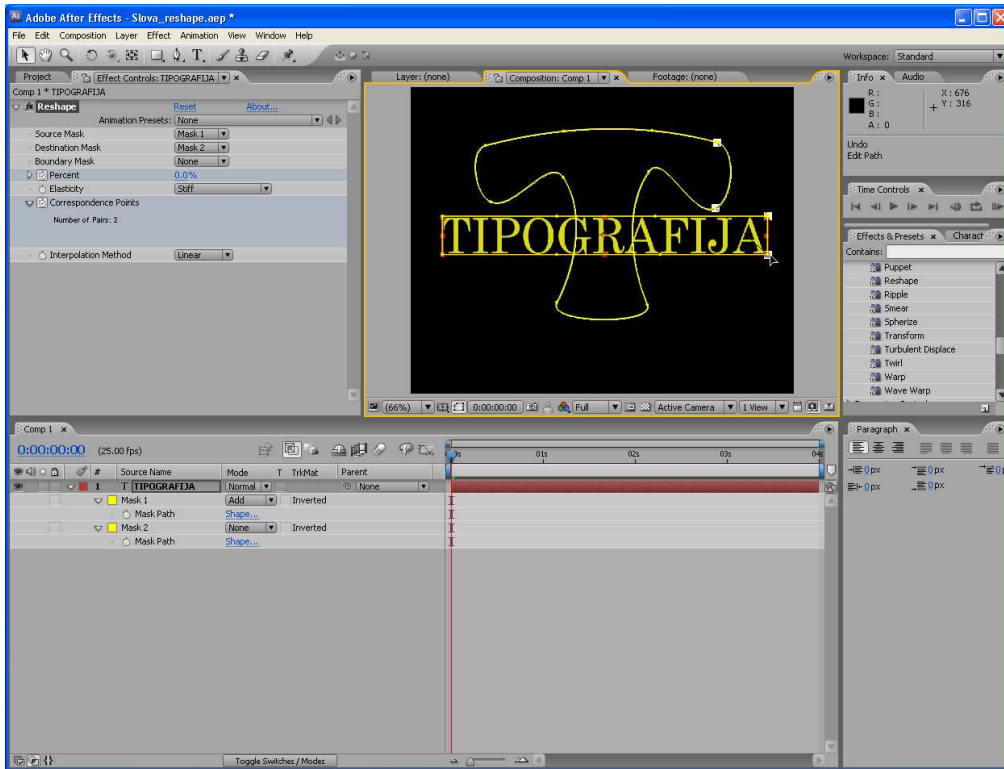 Adobe After Effects - Slova_reshape.aep *
File Edit Composition Layer Effect Animation View Window Help
Workspace: Standard
Project Effect Controls: TIPOGRAFIJA
Comp 1 * TIPOGRAFIJA
Reshape Reset About...
Animation Presets: None
Source Mask Mask 1
Destination Mask Mask 2
Boundary Mask None
Percent 0.0%
Elasticity Stiff
Correspondence Points
Number of Pairs: 2
Interpolation Method Linear
Layer: (none) Composition: Comp 1 Footage: (none)
TIPOGRAFIJA
(66%) 0:00:00:00 Full Active Camera 1 View
Info Audio
R: X: 676
G: Y: 316
B:
A: 0
Undo
Edit Path
Time Controls
Effects & Presets Charact
Contains:
Puppet
Reshape
Ripple
Smear
Spherize
Transform
Turbulent Displace
Twirl
Warp
Wave Warp
Comp 1
0:00:00:00 (25.00 fps)
# Source Name Mode T TrkMat Parent
1 T TIPOGRAFIJA Normal None
Mask 1 Add Inverted
Mask Path Shape...
Mask 2 None Inverted
Mask Path Shape...
01s 02s 03s 04s
Toggle Switches / Modes
Paragraph
0 px 0 px
0 px 0 px